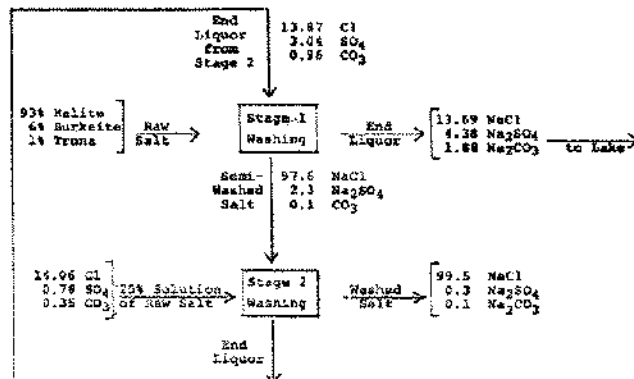 End
Liquor
from
Stage 2
13.87 Cl
3.04 SO4
0.96 CO3
93% Halite
6% Burkeite
1% Trona
Raw
Salt
Stage 1
Washing
End
Liquor
13.69 NaCl
4.38 Na2SO4
1.88 Na2CO3
to Lake
Semi-
Washed
Salt
97.6 NaCl
2.3 Na2SO4
0.1 CO3
14.06 Cl
0.78 SO4
0.35 CO3
25% Solution
of Raw Salt
Stage 2
Washing
Washed
Salt
99.5 NaCl
0.3 Na2SO4
0.1 Na2CO3
End
Liquor